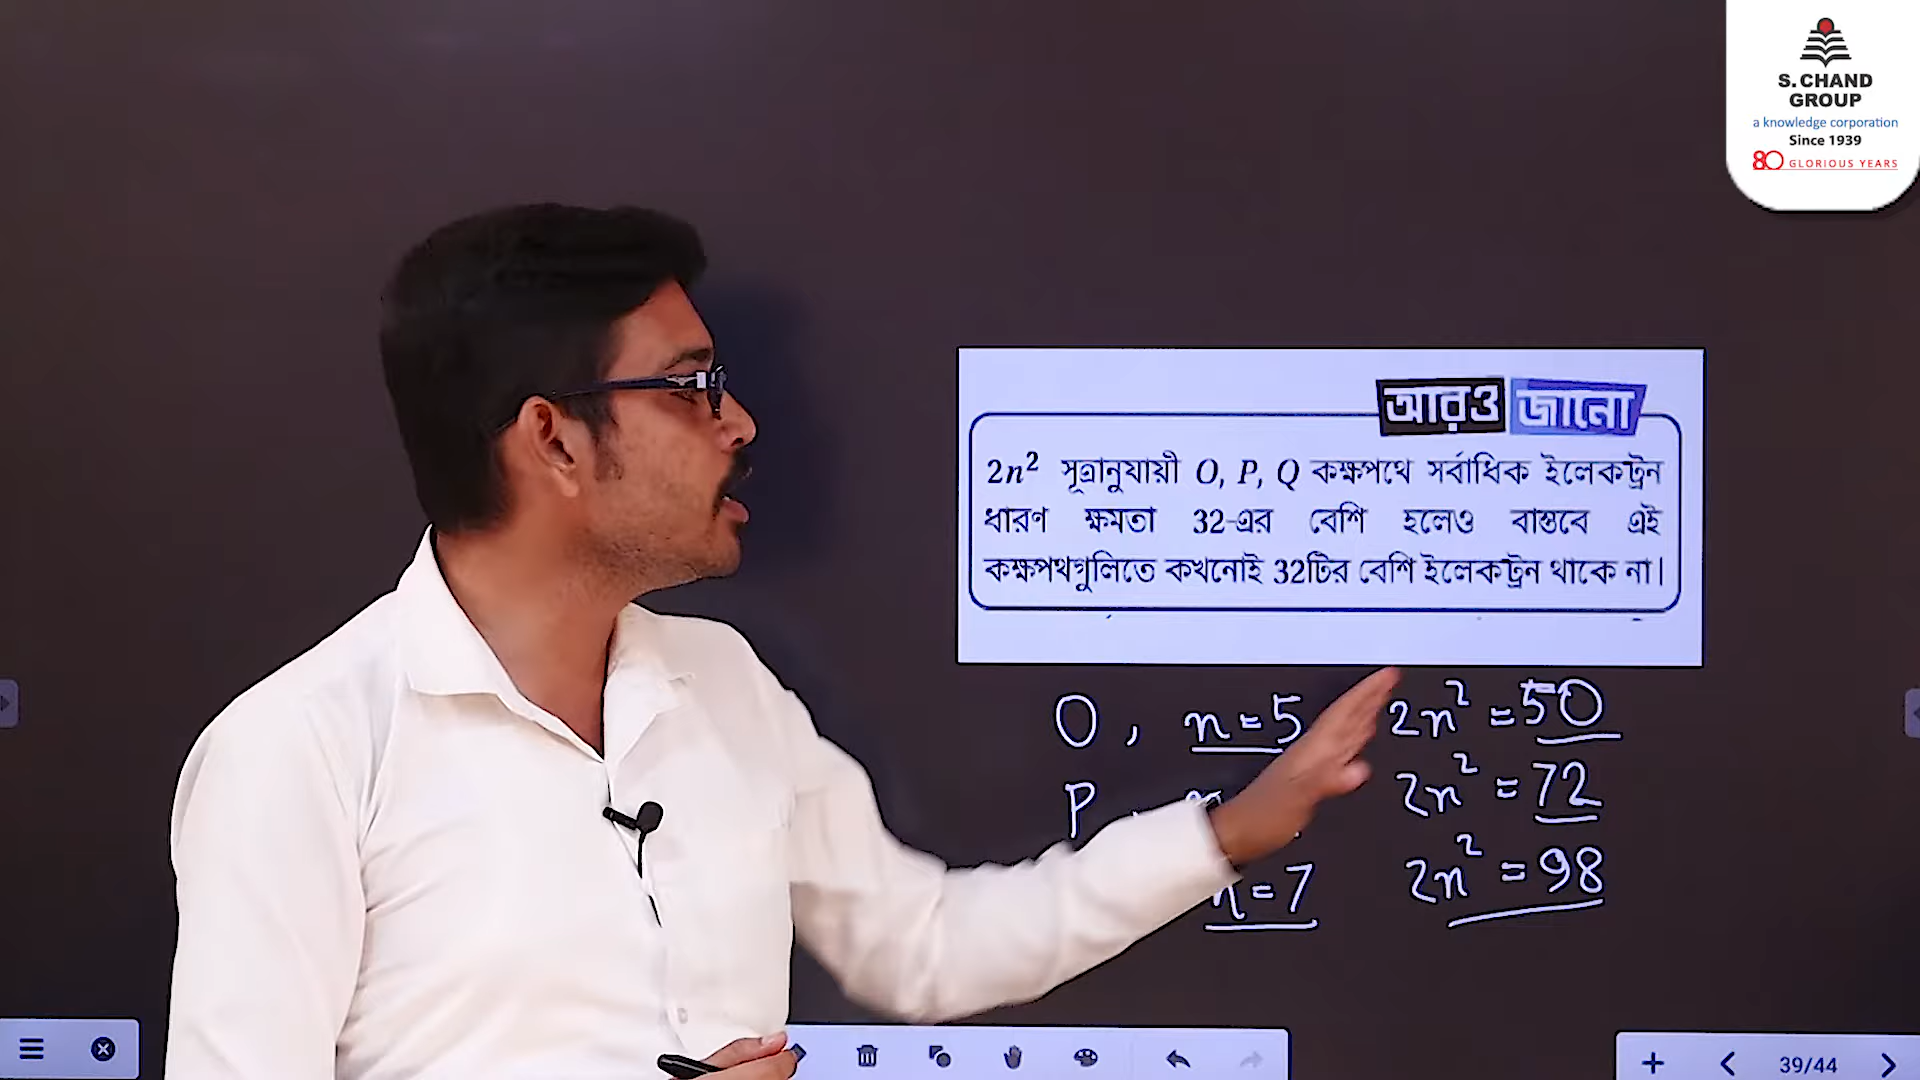 S. CHAND
GROUP
a knowledge corporation
Since 1939
80 GLORIOUS YEARS
আরও জানো
2n² সূত্রানুযায়ী O, P, Q কক্ষপথে সর্বাধিক ইলেকট্রন
ধারণ ক্ষমতা 32-এর বেশি হলেও বাস্তবে এই
কক্ষপথগুলিতে কখনোই 32টির বেশি ইলেকট্রন থাকে না।
O, n=5 2n² = 50
P 2n² = 72
n=7 2n² = 98
39/44